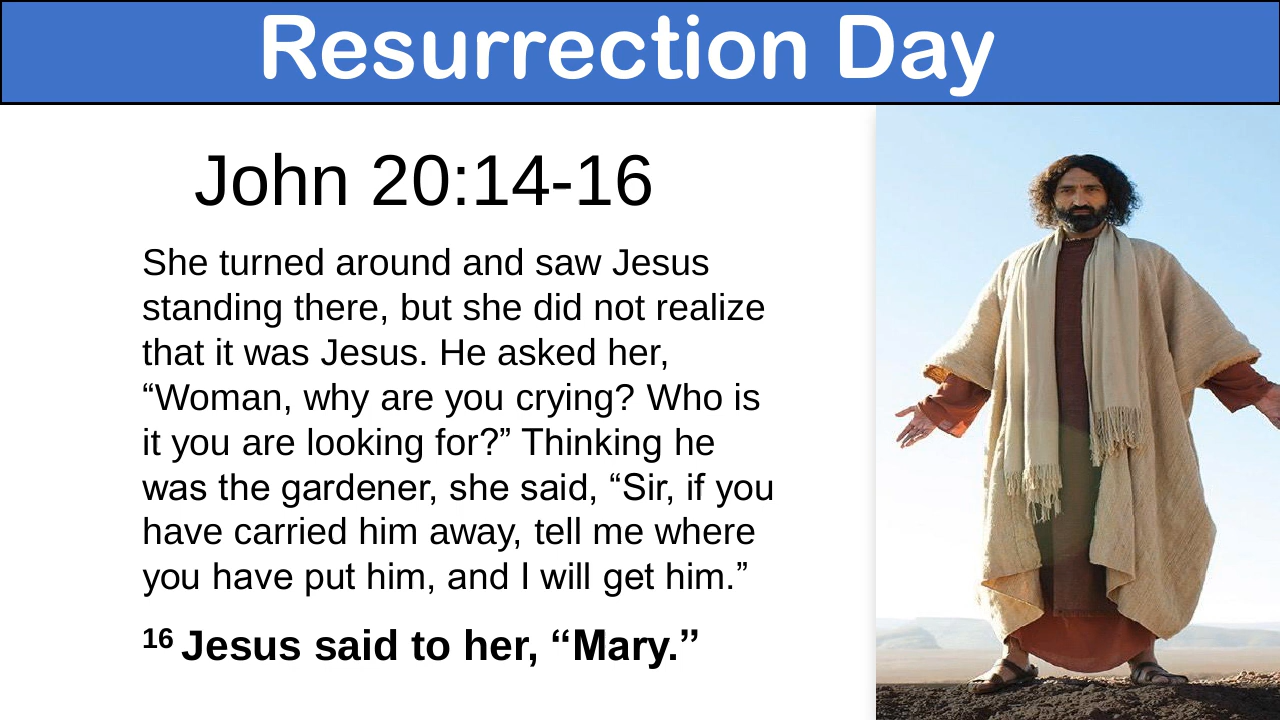 Resurrection Day
John 20:14-16
She turned around and saw Jesus
standing there, but she did not realize
that it was Jesus. He asked her,
“Woman, why are you crying? Who is
it you are looking for?” Thinking he
was the gardener, she said, “Sir, if you
have carried him away, tell me where
you have put him, and I will get him.”
16 Jesus said to her, “Mary.”